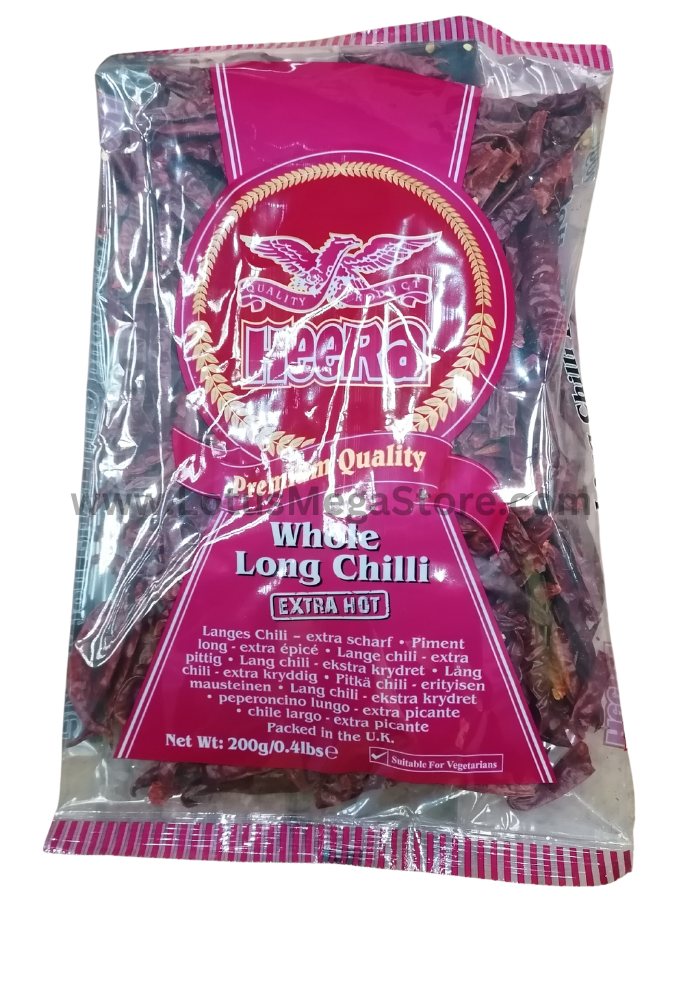 QUALITY PRODUCT
HeeRa
Premium Quality
www.LotusMegaStore.com
Whole
Long Chilli
EXTRA HOT
Langes Chili – extra scharf • Piment
long - extra épicé • Lange chili - extra
pittig • Lang chili - ekstra krydret • Lång
chili - extra kryddig • Pitkä chili - erityisen
mausteinen • Lang chili - ekstra krydret
• peperoncino lungo - extra picante
• chile largo - extra picante
Packed in the U.K.
Net Wt: 200g/0.4lbs℮
Suitable For Vegetarians
Chilli